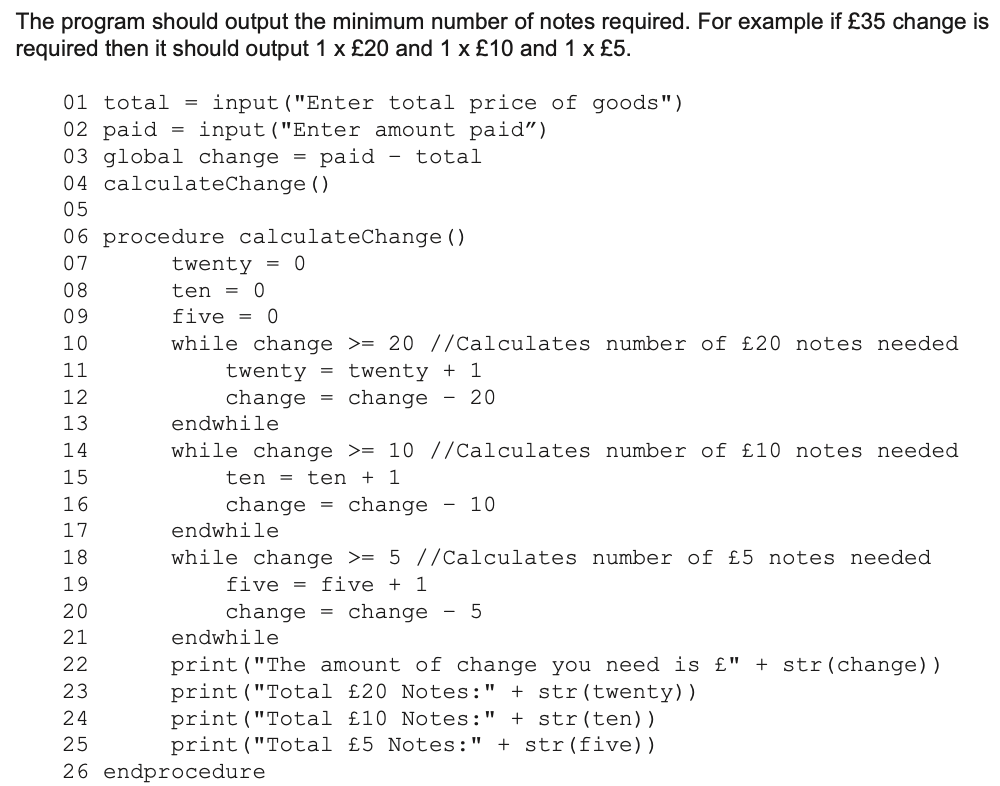 The program should output the minimum number of notes required. For example if £35 change is
required then it should output 1 x £20 and 1 x £10 and 1 x £5.
01 total = input("Enter total price of goods")
02 paid = input("Enter amount paid”)
03 global change = paid – total
04 calculateChange()
05
06 procedure calculateChange()
07 twenty = 0
08 ten = 0
09 five = 0
10 while change >= 20 //Calculates number of £20 notes needed
11 twenty = twenty + 1
12 change = change – 20
13 endwhile
14 while change >= 10 //Calculates number of £10 notes needed
15 ten = ten + 1
16 change = change – 10
17 endwhile
18 while change >= 5 //Calculates number of £5 notes needed
19 five = five + 1
20 change = change – 5
21 endwhile
22 print("The amount of change you need is £" + str(change))
23 print("Total £20 Notes:" + str(twenty))
24 print("Total £10 Notes:" + str(ten))
25 print("Total £5 Notes:" + str(five))
26 endprocedure